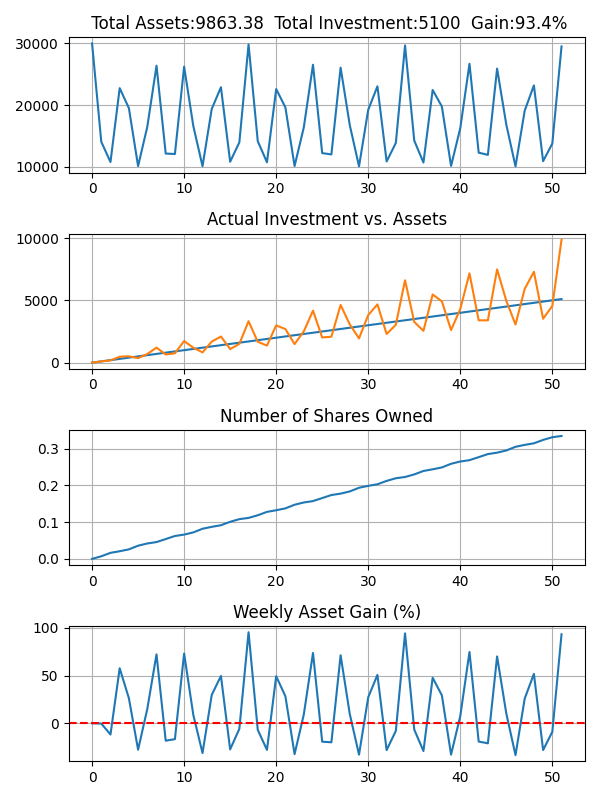 Total Assets:9863.38  Total Investment:5100  Gain:93.4%
30000
20000
10000
0 10 20 30 40 50
Actual Investment vs. Assets
10000
5000
0
0 10 20 30 40 50
Number of Shares Owned
0.3
0.2
0.1
0.0
0 10 20 30 40 50
Weekly Asset Gain (%)
100
50
0
0 10 20 30 40 50